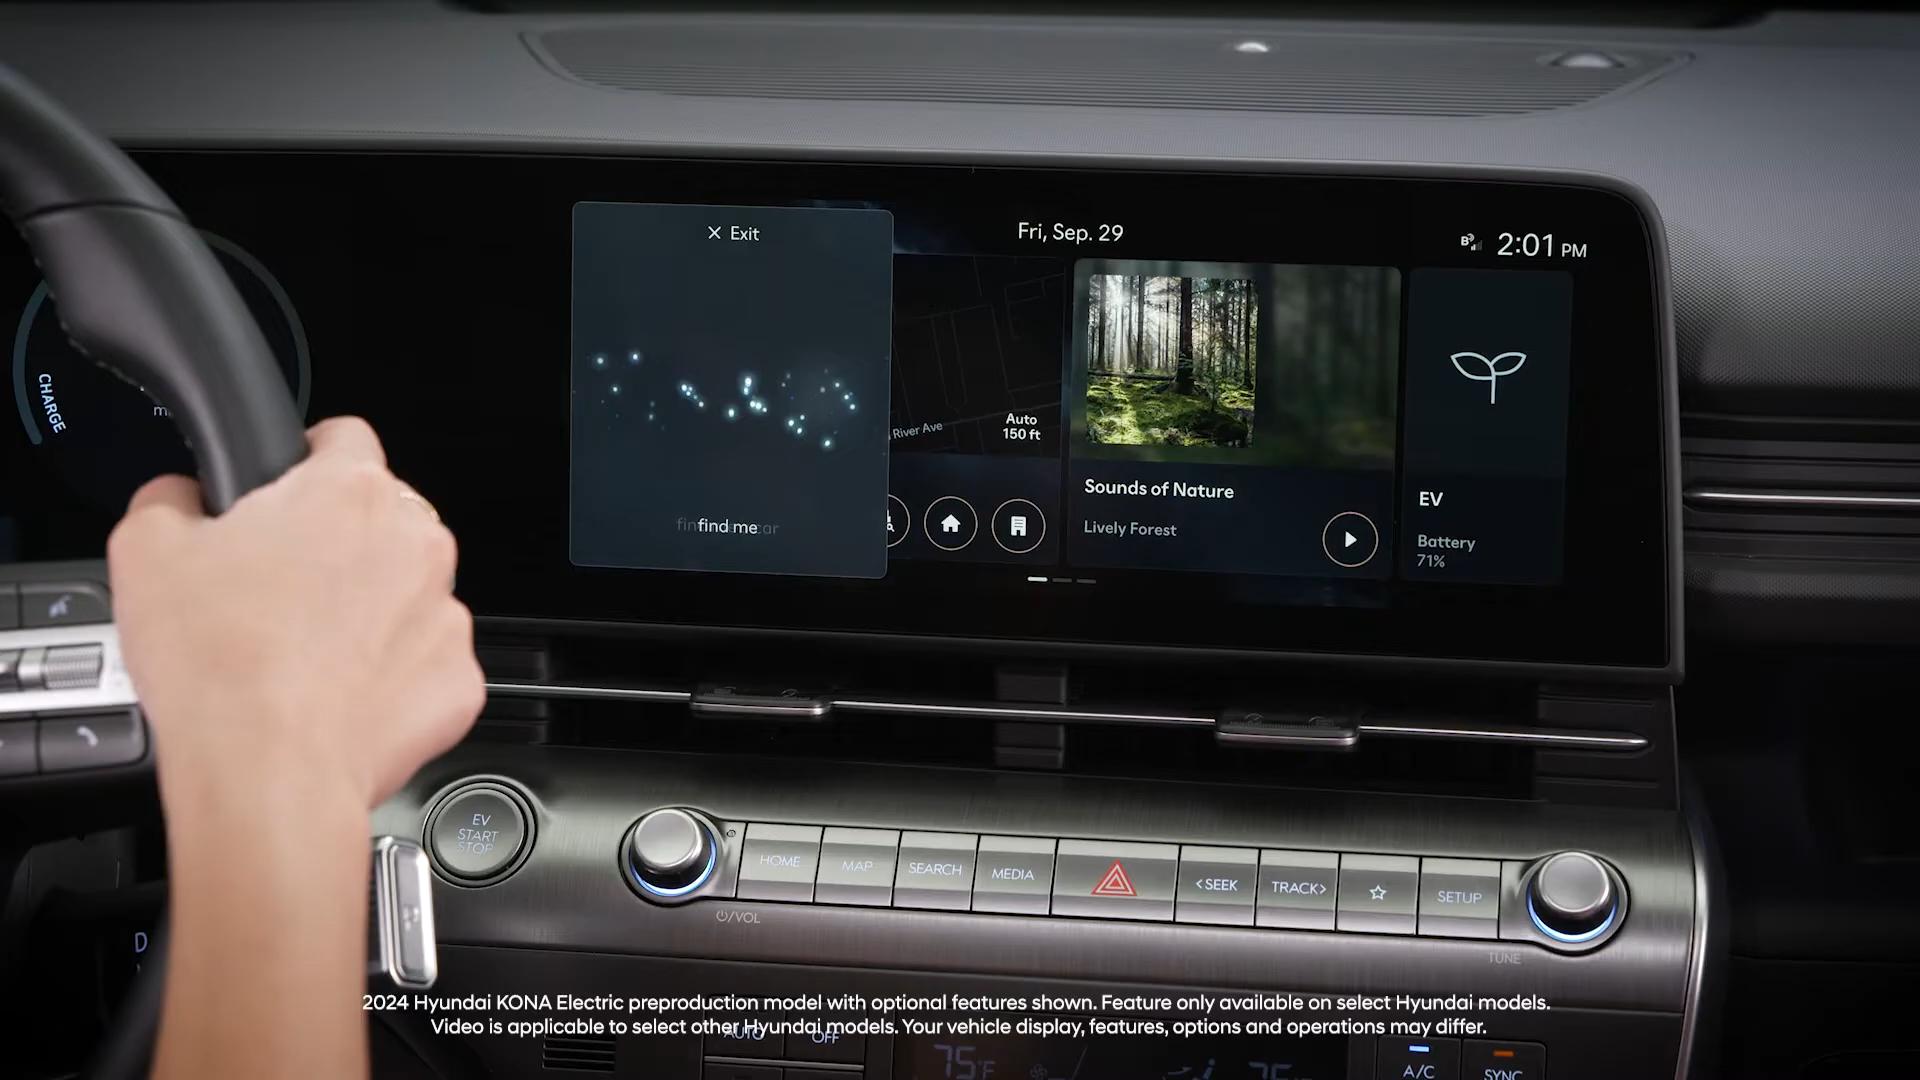 Exit
Fri, Sep. 29
2:01 PM
CHARGE
River Ave
Auto
150 ft
Sounds of Nature
Lively Forest
EV
Battery
71%
find me
EV
START
STOP
HOME
MAP
SEARCH
MEDIA
<SEEK
TRACK>
SETUP
/VOL
TUNE
D
2024 Hyundai KONA Electric preproduction model with optional features shown. Feature only available on select Hyundai models.
Video is applicable to select other Hyundai models. Your vehicle display, features, options and operations may differ.
AUTO
OFF
75°F
A/C
SYNC